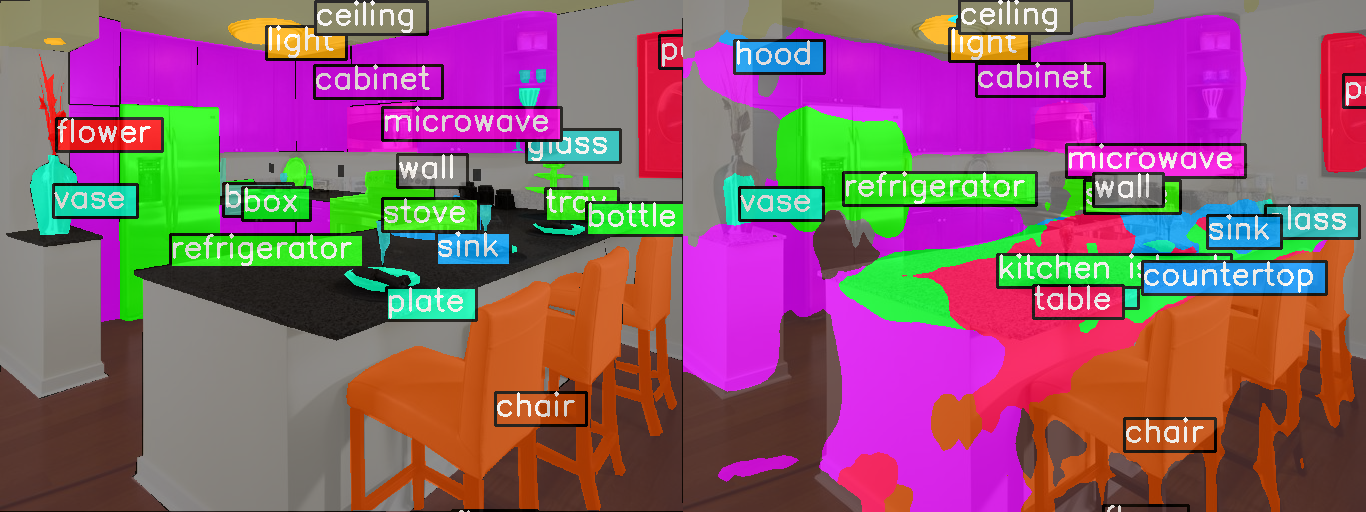 ceiling
light
cabinet
flower
microwave
glass
wall
vase
box
stove
bottle
refrigerator
sink
plate
chair
ceiling
light
hood
cabinet
microwave
wall
refrigerator
vase
sink
kitchen
countertop
table
chair